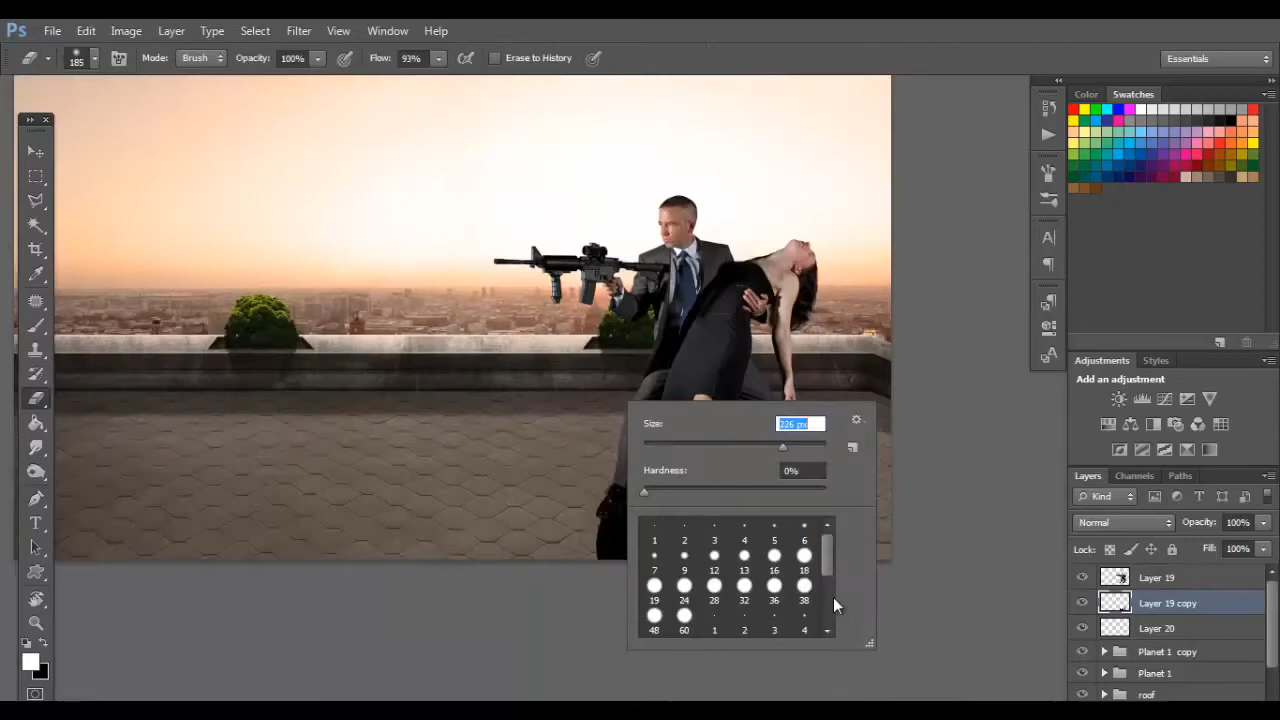 Ps File Edit Image Layer Type Select Filter View Window Help
185 Mode: Brush Opacity: 100% Flow: 93% Erase to History Essentials
Color Swatches
Adjustments Styles
Add an adjustment
Size: 226 px
Hardness: 0%
1 2 3 4 5 6
7 9 12 13 16 18
19 24 28 32 36 38
48 60 1 2 3 4
Layers Channels Paths
Kind
Normal Opacity: 100%
Lock: Fill: 100%
Layer 19
Layer 19 copy
Layer 20
Planet 1 copy
Planet 1
roof